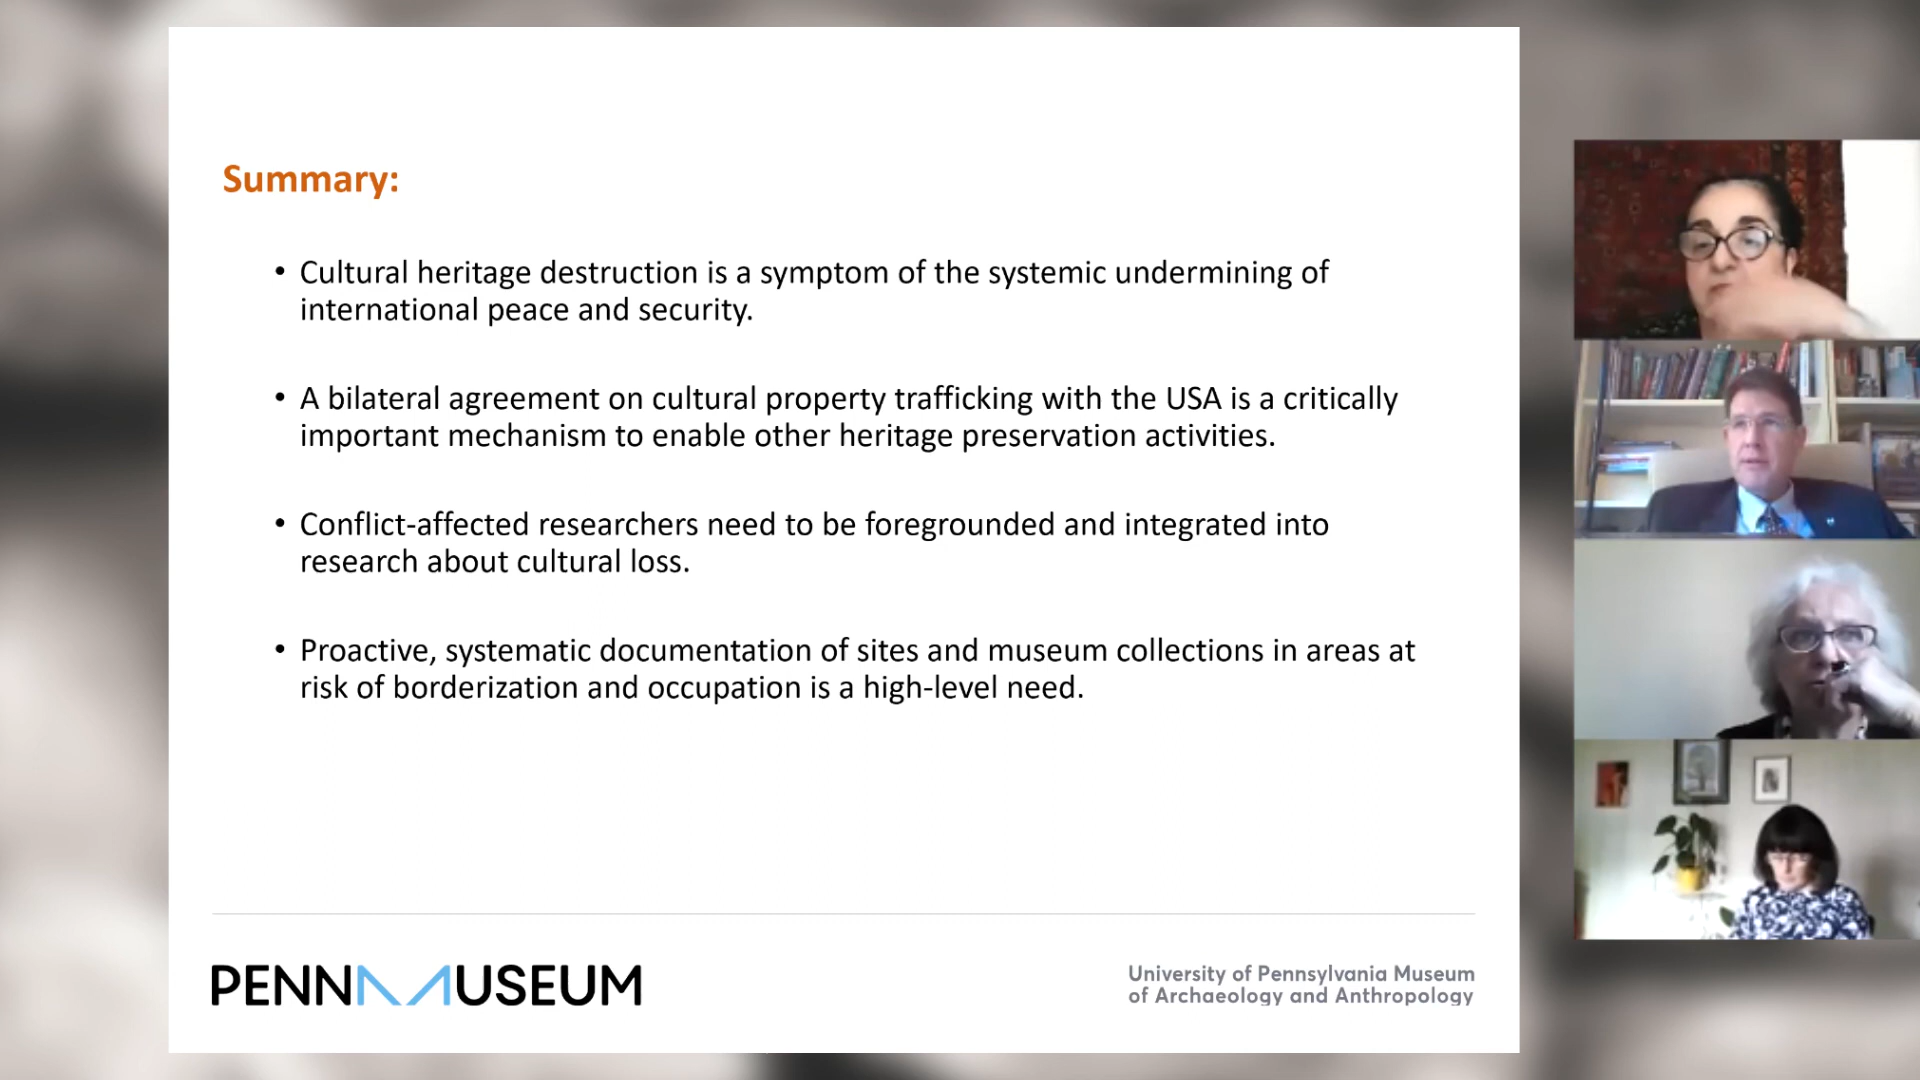 Summary:
• Cultural heritage destruction is a symptom of the systemic undermining of
international peace and security.
• A bilateral agreement on cultural property trafficking with the USA is a critically
important mechanism to enable other heritage preservation activities.
• Conflict-affected researchers need to be foregrounded and integrated into
research about cultural loss.
• Proactive, systematic documentation of sites and museum collections in areas at
risk of borderization and occupation is a high-level need.
PENN MUSEUM
University of Pennsylvania Museum
of Archaeology and Anthropology